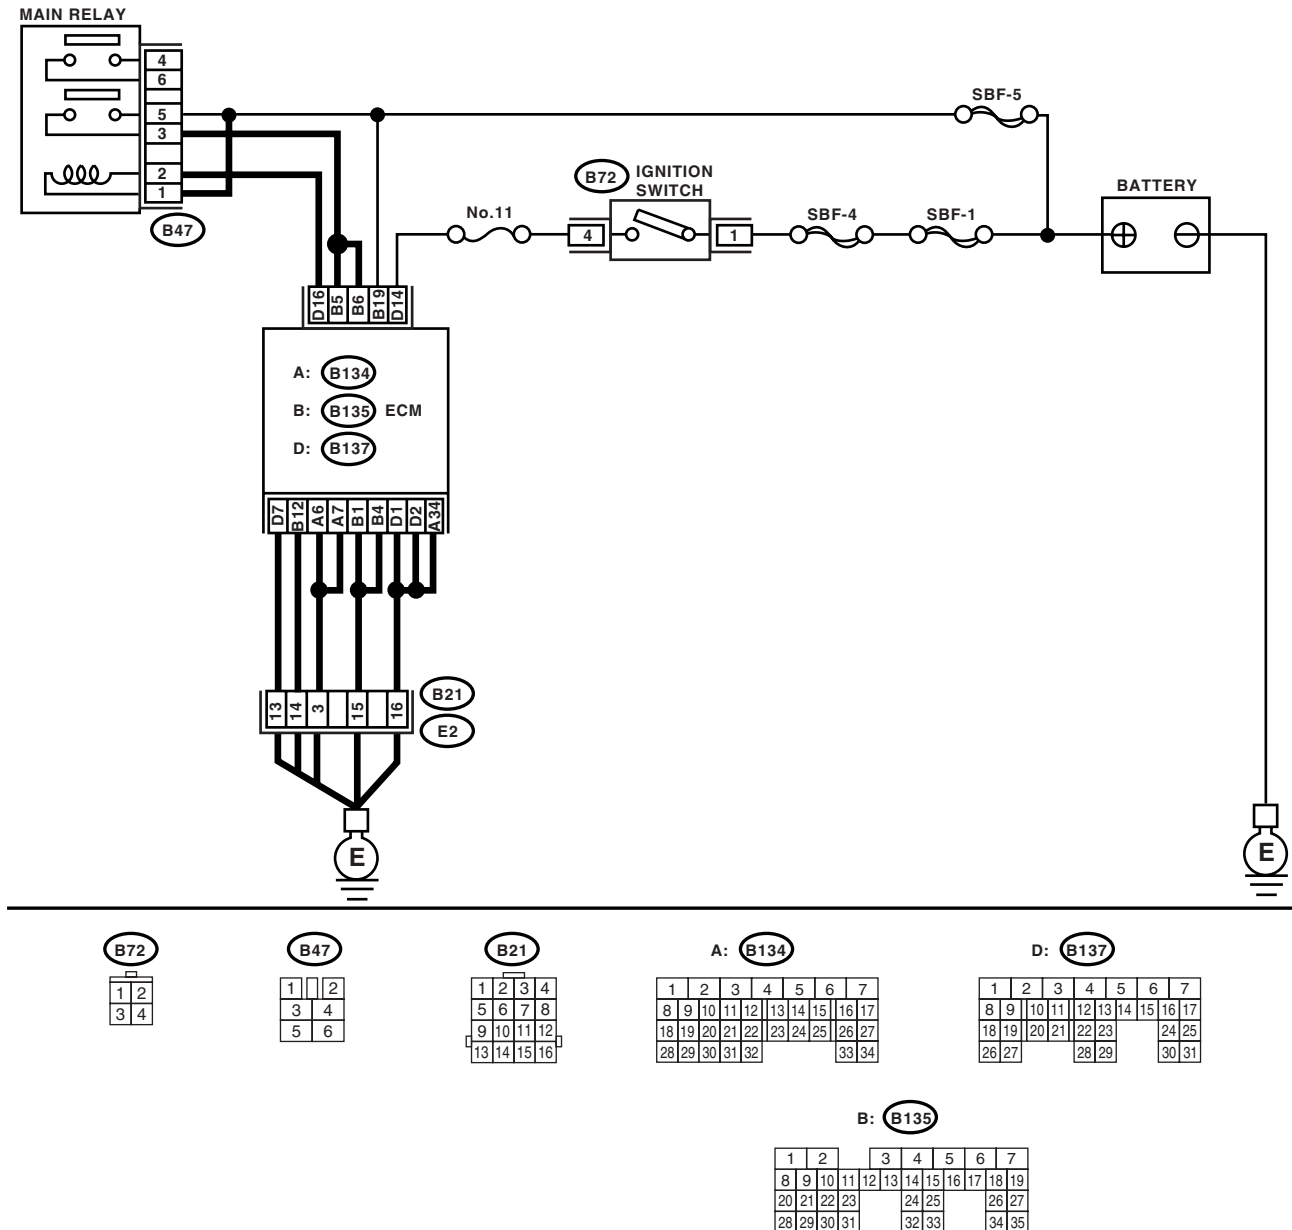 MAIN RELAY
4
6
5
3
2
1
B47
SBF-5
B72 IGNITION SWITCH
No.11
4
1
SBF-4
SBF-1
BATTERY
D16 B5 B6 B19 D14
A: B134
B: B135 ECM
D: B137
D7 B12 A6 A7 B1 B4 D1 D2 A34
13 14 3 15 16
B21
E2
E
E
B72
1 2
3 4
B47
1 2
3 4
5 6
B21
1 2 3 4
5 6 7 8
9 10 11 12
13 14 15 16
A: B134
1 2 3 4 5 6 7
8 9 10 11 12 13 14 15 16 17
18 19 20 21 22 23 24 25 26 27
28 29 30 31 32 33 34
D: B137
1 2 3 4 5 6 7
8 9 10 11 12 13 14 15 16 17
18 19 20 21 22 23 24 25
26 27 28 29 30 31
B: B135
1 2 3 4 5 6 7
8 9 10 11 12 13 14 15 16 17 18 19
20 21 22 23 24 25 26 27
28 29 30 31 32 33 34 35